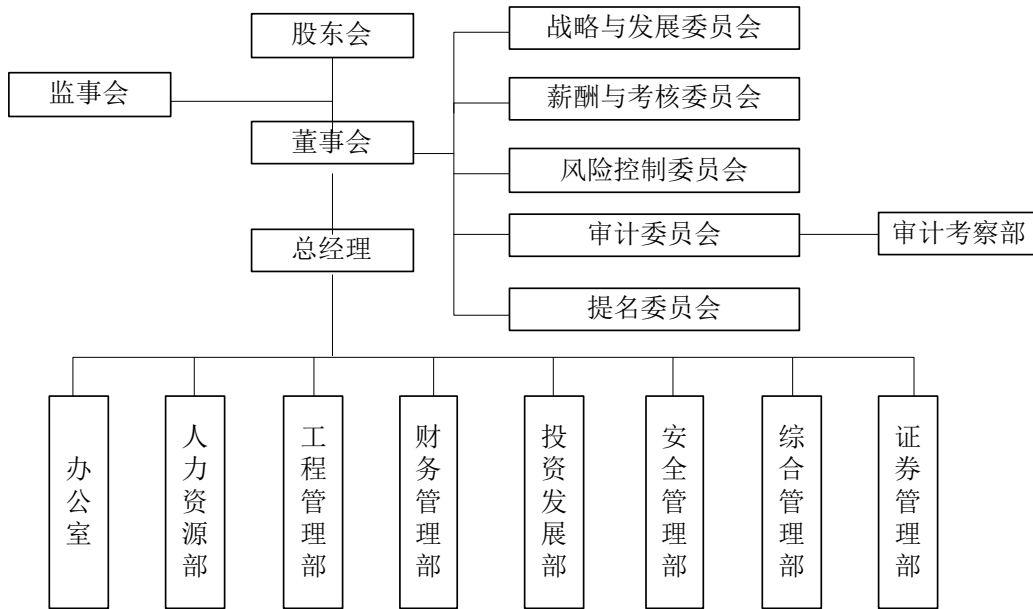 股东会
战略与发展委员会
监事会
薪酬与考核委员会
董事会
风险控制委员会
总经理
审计委员会
审计考察部
提名委员会
办公室
人力资源部
工程管理部
财务管理部
投资发展部
安全管理部
综合管理部
证券管理部